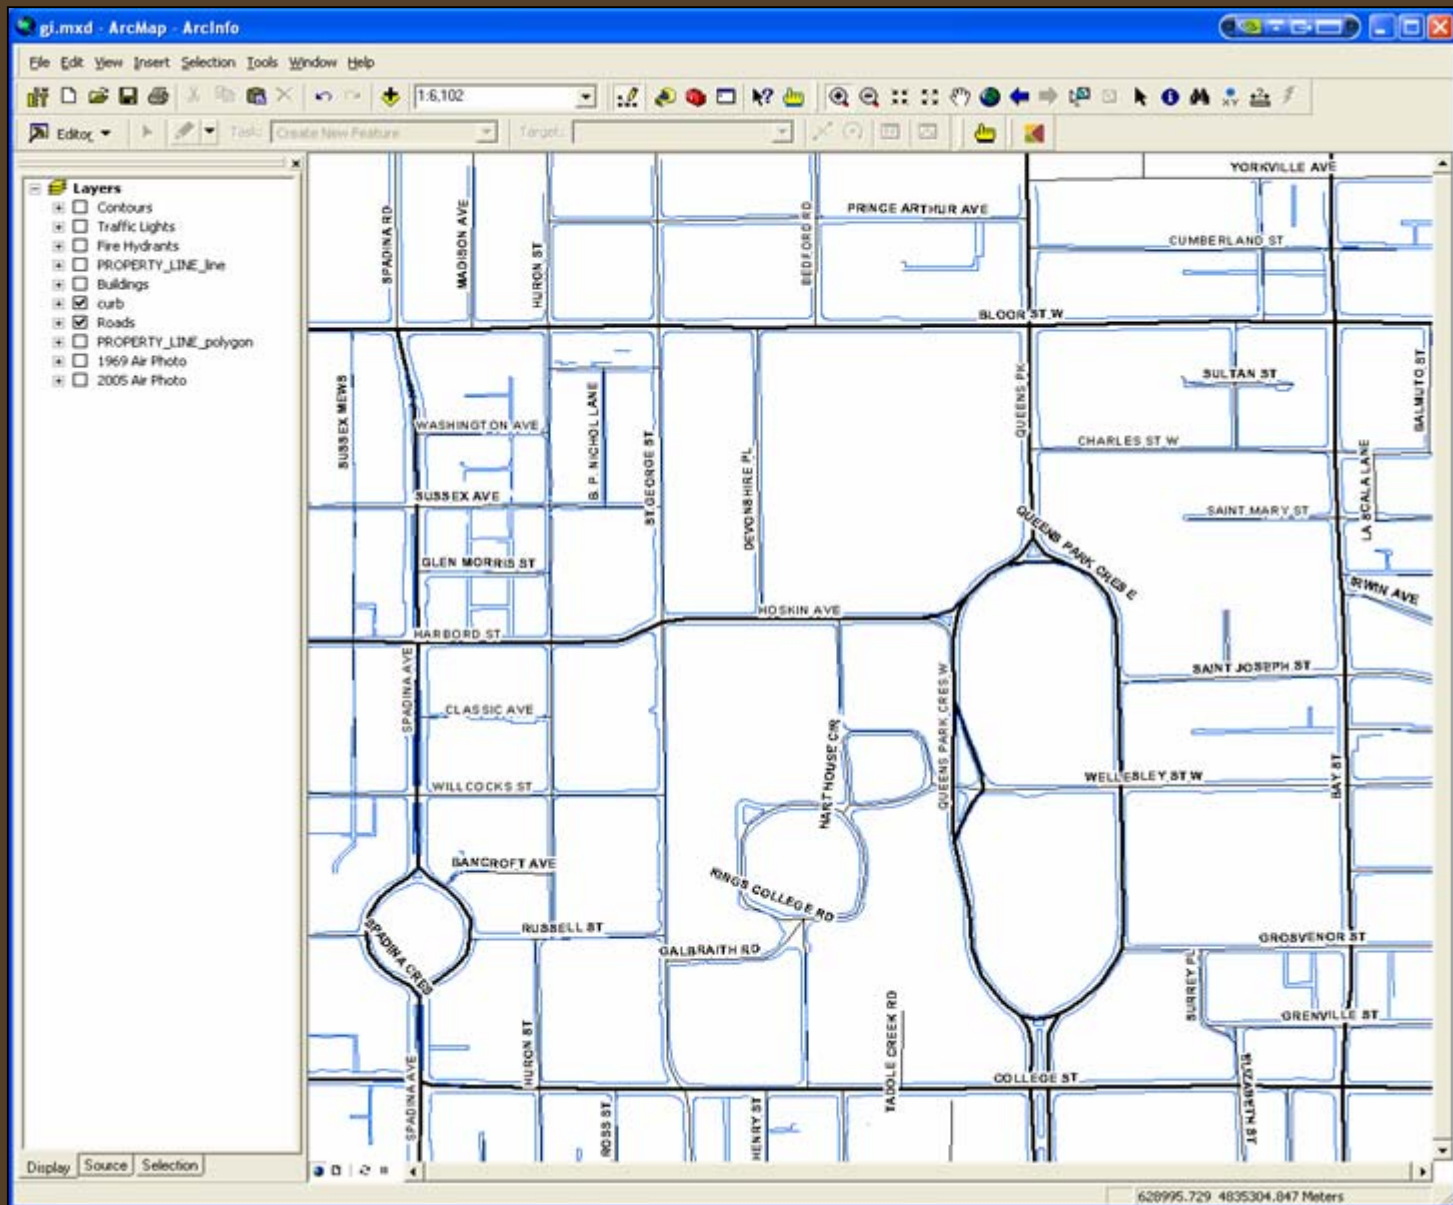 gi.mxd - ArcMap - ArcInfo
File Edit View Insert Selection Tools Window Help
1:6,102
Editor Task: Create New Feature Target:
Layers
Contours
Traffic Lights
Fire Hydrants
PROPERTY_LINE_line
Buildings
curb
Roads
PROPERTY_LINE_polygon
1969 Air Photo
2005 Air Photo
YORKVILLE AVE
SPADINA RD
MADISON AVE
HURON ST
BEDFORD RD
PRINCE ARTHUR AVE
CUMBERLAND ST
BLOOR ST W
SUSSEX MEWS
B. P. NICHOL LANE
QUEENS PK
SULTAN ST
BALMUTO ST
WASHINGTON AVE
ST GEORGE ST
DEVONSHIRE PL
CHARLES ST W
LA SCALA LANE
SUSSEX AVE
SAINT MARY ST
QUEENS PARK CRES E
GLEN MORRIS ST
IRWIN AVE
HOSKIN AVE
HARBORD ST
SPADINA AVE
QUEENS PARK CRES W
SAINT JOSEPH ST
CLASSIC AVE
HART HOUSE CIR
WILLCOCKS ST
WELLESLEY ST W
BAY ST
BANCROFT AVE
KINGS COLLEGE RD
SPADINA CRES
RUSSELL ST
GALBRAITH RD
GROSVENOR ST
SURREY PL
GRENVILLE ST
HURON ST
TADDLE CREEK RD
SPADINA AVE
COLLEGE ST
ELIZABETH ST
ROSS ST
HENRY ST
Display Source Selection
628995.729 4835304.847 Meters